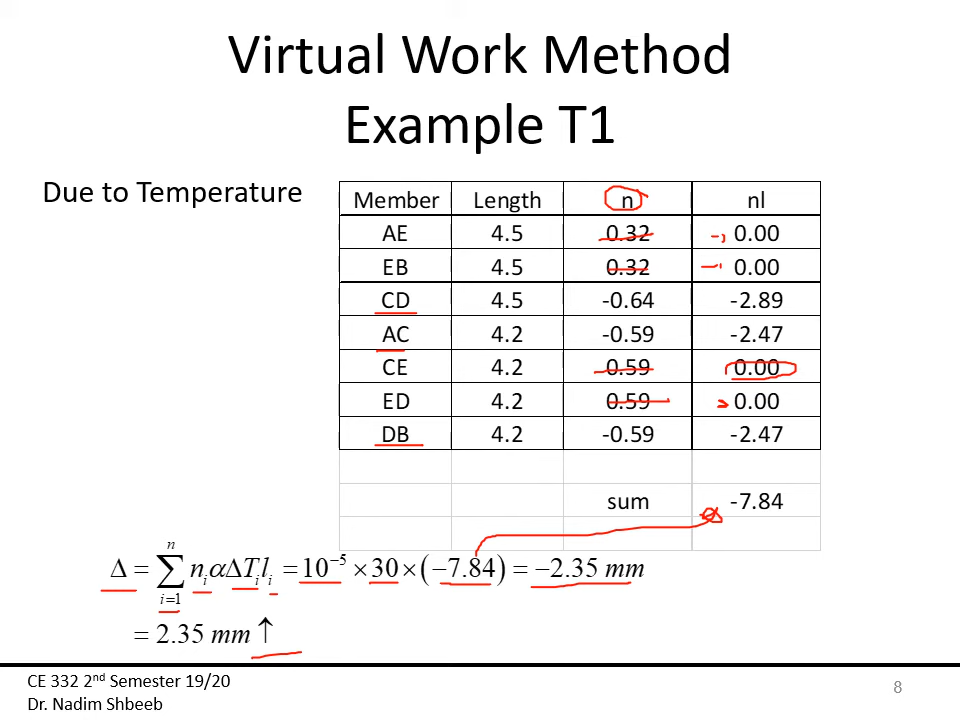 Virtual Work Method
Example T1
Due to Temperature
Member Length n nl
AE 4.5 0.32 0.00
EB 4.5 0.32 0.00
CD 4.5 -0.64 -2.89
AC 4.2 -0.59 -2.47
CE 4.2 0.59 0.00
ED 4.2 0.59 0.00
DB 4.2 -0.59 -2.47
sum -7.84
Δ = ∑ⁿᵢ₌₁ nᵢαΔTᵢlᵢ = 10⁻⁵ × 30 × (−7.84) = −2.35 mm
= 2.35 mm ↑
CE 332 2nd Semester 19/20
Dr. Nadim Shbeeb
8